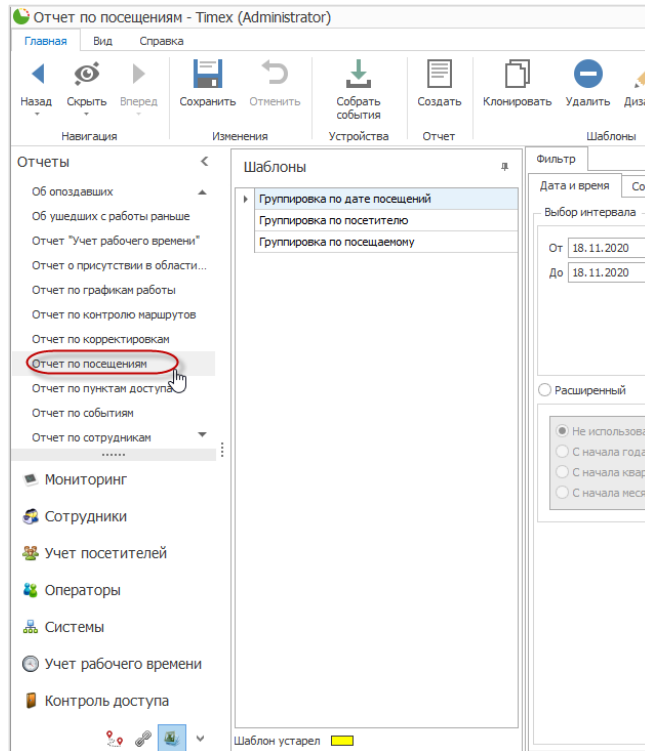 Отчет по посещениям - Timex (Administrator)
Главная Вид Справка
Назад Скрыть Вперед Сохранить Отменить Собрать события Создать Клонировать Удалить
Навигация Изменения Устройства Отчет Шаблоны
Отчеты
Об опоздавших
Об ушедших с работы раньше
Отчет "Учет рабочего времени"
Отчет о присутствии в области...
Отчет по графикам работы
Отчет по контролю маршрутов
Отчет по корректировкам
Отчет по посещениям
Отчет по пунктам доступа
Отчет по событиям
Отчет по сотрудникам
Мониторинг
Сотрудники
Учет посетителей
Операторы
Системы
Учет рабочего времени
Контроль доступа
Шаблоны
Группировка по дате посещений
Группировка по посетителю
Группировка по посещаемому
Шаблон устарел
Фильтр
Дата и время Со
Выбор интервала
От 18.11.2020
До 18.11.2020
Расширенный
Не использова
С начала года
С начала квар
С начала меся